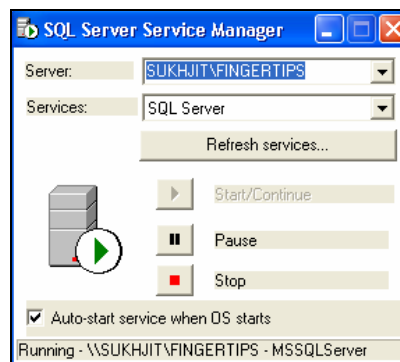 SQL Server Service Manager
Server: SUKHJIT\FINGERTIPS
Services: SQL Server
Refresh services...
Start/Continue
Pause
Stop
Auto-start service when OS starts
Running - \\SUKHJIT\FINGERTIPS - MSSQLServer